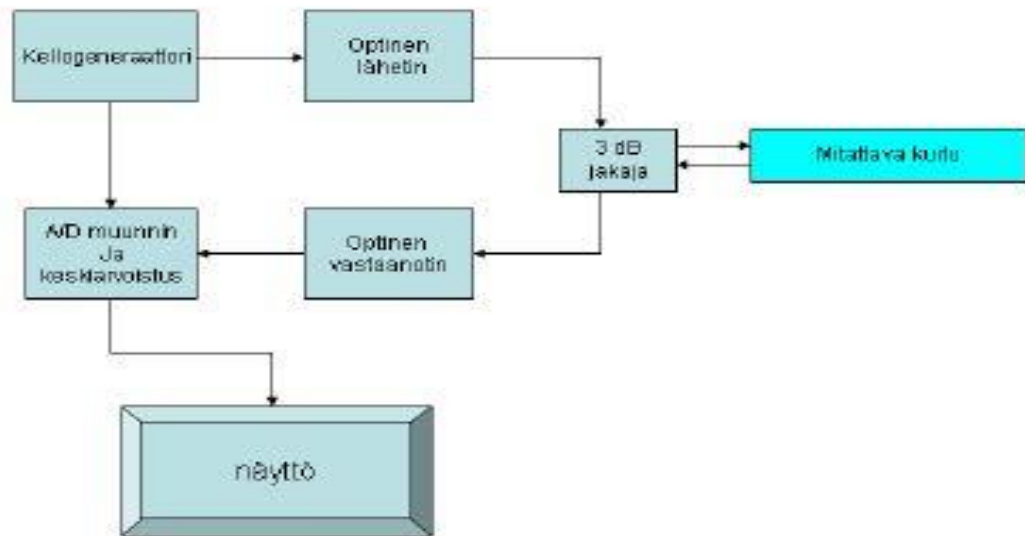 Kellogeneraattori
Optinen
lähetin
3 dB
jakaja
Mitattava kuitu
A/D muunnin
Ja
keskiarvoistus
Optinen
vastaanotin
näyttö